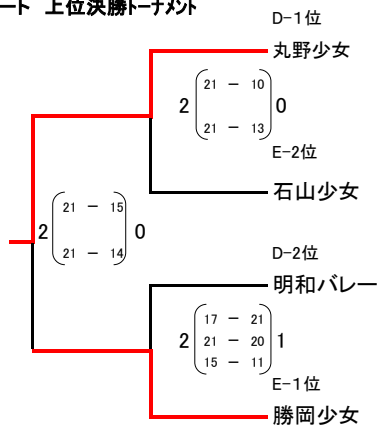 ート 上位決勝トーナメント
D-1位
丸野少女
2 21 － 10 0
21 － 13
E-2位
石山少女
2 21 － 15 0
21 － 14
D-2位
明和バレー
17 － 21
2 21 － 20 1
15 － 11
E-1位
勝岡少女